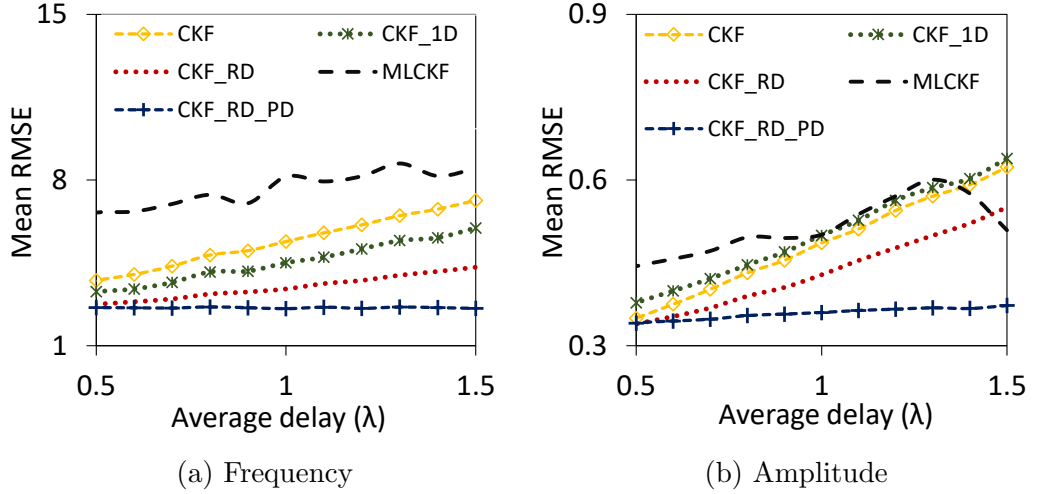 15
8
1
Mean RMSE
CKF
CKF_1D
CKF_RD
MLCKF
CKF_RD_PD
0.5
1
1.5
Average delay (λ)
(a) Frequency
0.9
0.6
0.3
Mean RMSE
CKF
CKF_1D
CKF_RD
MLCKF
CKF_RD_PD
0.5
1
1.5
Average delay (λ)
(b) Amplitude